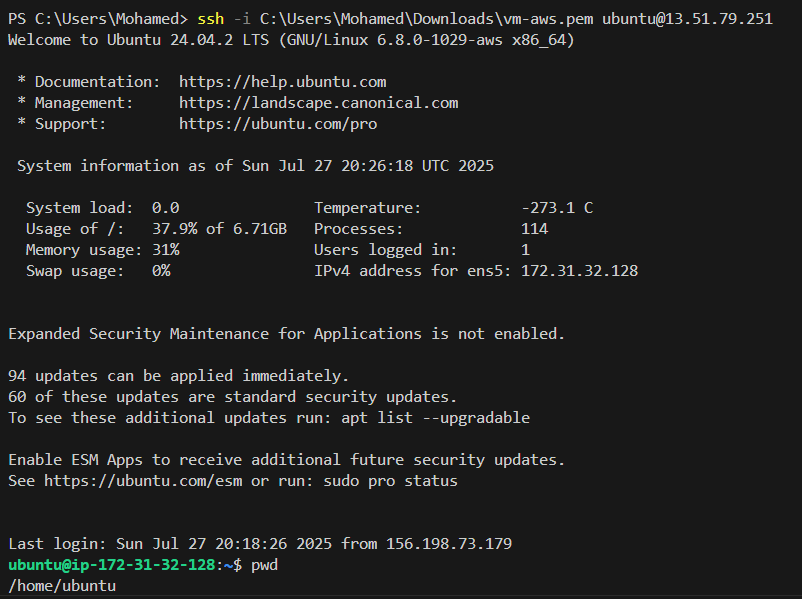 PS C:\Users\Mohamed> ssh -i C:\Users\Mohamed\Downloads\vm-aws.pem ubuntu@13.51.79.251
Welcome to Ubuntu 24.04.2 LTS (GNU/Linux 6.8.0-1029-aws x86_64)

 * Documentation:  https://help.ubuntu.com
 * Management:     https://landscape.canonical.com
 * Support:        https://ubuntu.com/pro

 System information as of Sun Jul 27 20:26:18 UTC 2025

  System load:  0.0               Temperature:           -273.1 C
  Usage of /:   37.9% of 6.71GB   Processes:             114
  Memory usage: 31%               Users logged in:       1
  Swap usage:   0%                IPv4 address for ens5: 172.31.32.128

Expanded Security Maintenance for Applications is not enabled.

94 updates can be applied immediately.
60 of these updates are standard security updates.
To see these additional updates run: apt list --upgradable

Enable ESM Apps to receive additional future security updates.
See https://ubuntu.com/esm or run: sudo pro status

Last login: Sun Jul 27 20:18:26 2025 from 156.198.73.179
ubuntu@ip-172-31-32-128:~$ pwd
/home/ubuntu